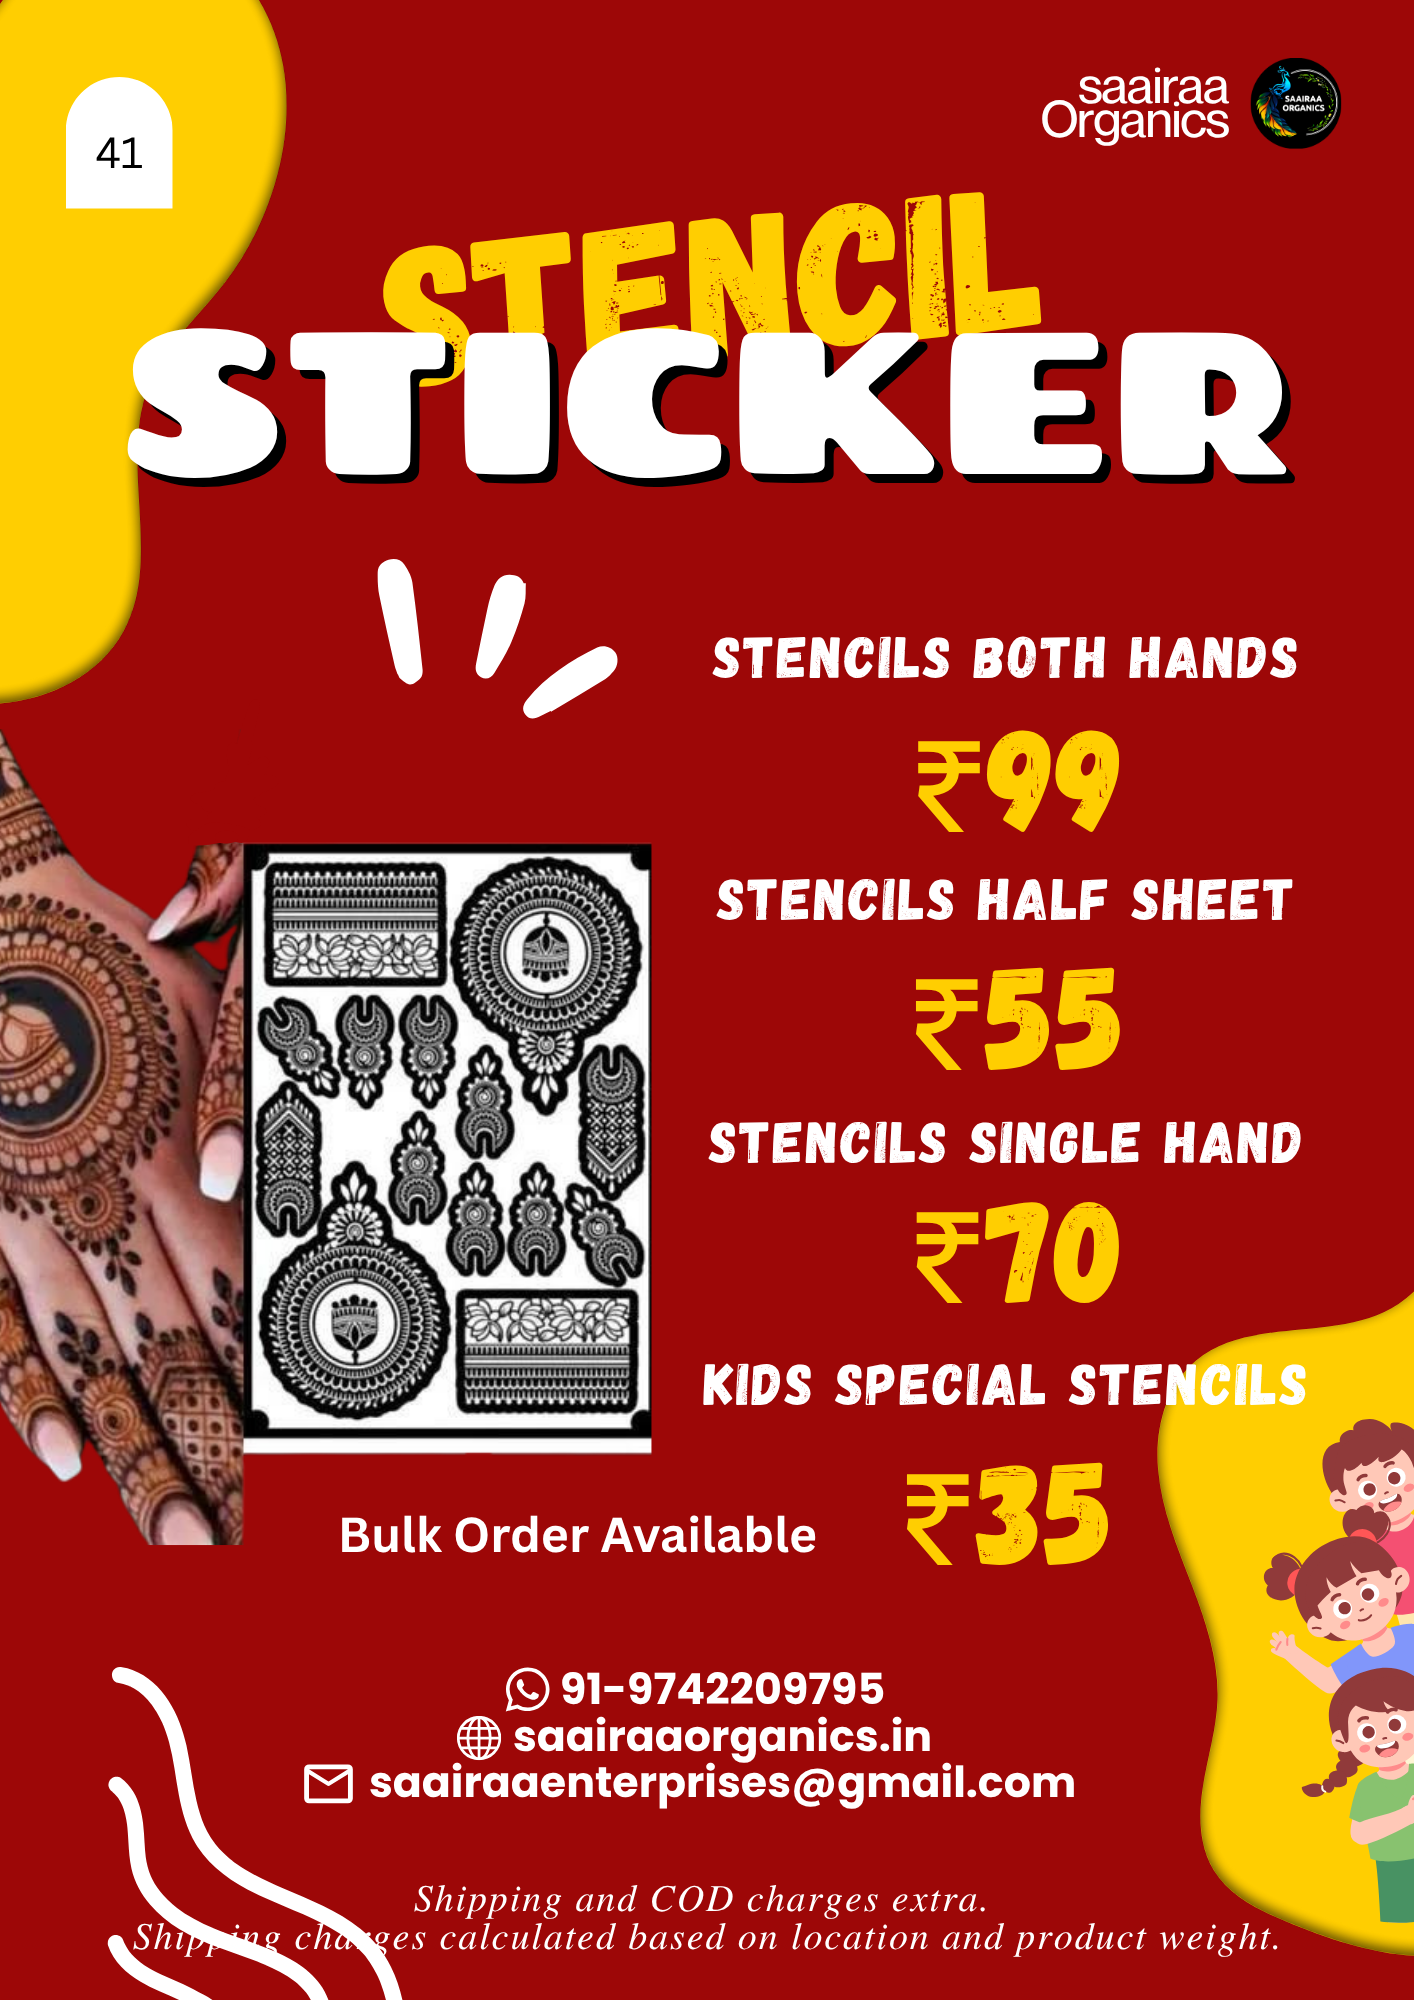 41
saairaa
Organics
SAAIRAA
ORGANICS
STENCIL
STICKER
STENCILS BOTH HANDS
₹99
STENCILS HALF SHEET
₹55
STENCILS SINGLE HAND
₹70
KIDS SPECIAL STENCILS
₹35
Bulk Order Available
91-9742209795
saairaaorganics.in
saairaaenterprises@gmail.com
Shipping and COD charges extra.
Shipping charges calculated based on location and product weight.